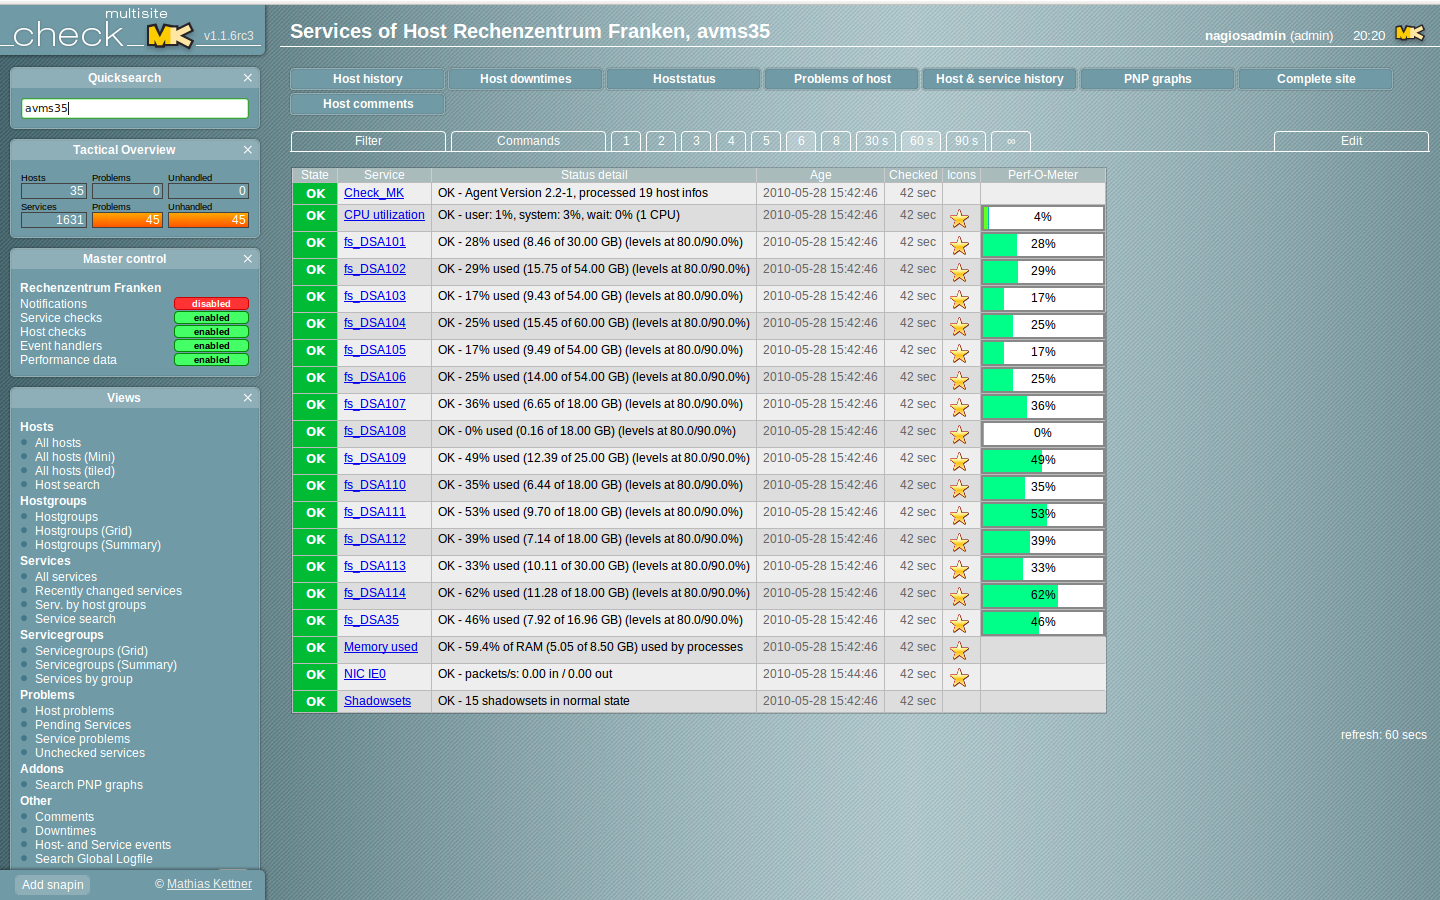 multisite
check MK v1.1.6rc3
Services of Host Rechenzentrum Franken, avms35
nagiosadmin (admin) 20:20
Quicksearch
avms35
Tactical Overview
Hosts Problems Unhandled
35 0 0
Services Problems Unhandled
1631 45 45
Master control
Rechenzentrum Franken
Notifications disabled
Service checks enabled
Host checks enabled
Event handlers enabled
Performance data enabled
Views
Hosts
All hosts
All hosts (Mini)
All hosts (tiled)
Host search
Hostgroups
Hostgroups
Hostgroups (Grid)
Hostgroups (Summary)
Services
All services
Recently changed services
Serv. by host groups
Service search
Servicegroups
Servicegroups (Grid)
Servicegroups (Summary)
Services by group
Problems
Host problems
Pending Services
Service problems
Unchecked services
Addons
Search PNP graphs
Other
Comments
Downtimes
Host- and Service events
Search Global Logfile
Add snapin © Mathias Kettner
Host history Host downtimes Hoststatus Problems of host Host & service history PNP graphs Complete site
Host comments
Filter Commands 1 2 3 4 5 6 8 30 s 60 s 90 s ∞ Edit
State Service Status detail Age Checked Icons Perf-O-Meter
OK Check_MK OK - Agent Version 2.2-1, processed 19 host infos 2010-05-28 15:42:46 42 sec
OK CPU utilization OK - user: 1%, system: 3%, wait: 0% (1 CPU) 2010-05-28 15:42:46 42 sec 4%
OK fs_DSA101 OK - 28% used (8.46 of 30.00 GB) (levels at 80.0/90.0%) 2010-05-28 15:42:46 42 sec 28%
OK fs_DSA102 OK - 29% used (15.75 of 54.00 GB) (levels at 80.0/90.0%) 2010-05-28 15:42:46 42 sec 29%
OK fs_DSA103 OK - 17% used (9.43 of 54.00 GB) (levels at 80.0/90.0%) 2010-05-28 15:42:46 42 sec 17%
OK fs_DSA104 OK - 25% used (15.45 of 60.00 GB) (levels at 80.0/90.0%) 2010-05-28 15:42:46 42 sec 25%
OK fs_DSA105 OK - 17% used (9.49 of 54.00 GB) (levels at 80.0/90.0%) 2010-05-28 15:42:46 42 sec 17%
OK fs_DSA106 OK - 25% used (14.00 of 54.00 GB) (levels at 80.0/90.0%) 2010-05-28 15:42:46 42 sec 25%
OK fs_DSA107 OK - 36% used (6.65 of 18.00 GB) (levels at 80.0/90.0%) 2010-05-28 15:42:46 42 sec 36%
OK fs_DSA108 OK - 0% used (0.16 of 18.00 GB) (levels at 80.0/90.0%) 2010-05-28 15:42:46 42 sec 0%
OK fs_DSA109 OK - 49% used (12.39 of 25.00 GB) (levels at 80.0/90.0%) 2010-05-28 15:42:46 42 sec 49%
OK fs_DSA110 OK - 35% used (6.44 of 18.00 GB) (levels at 80.0/90.0%) 2010-05-28 15:42:46 42 sec 35%
OK fs_DSA111 OK - 53% used (9.70 of 18.00 GB) (levels at 80.0/90.0%) 2010-05-28 15:42:46 42 sec 53%
OK fs_DSA112 OK - 39% used (7.14 of 18.00 GB) (levels at 80.0/90.0%) 2010-05-28 15:42:46 42 sec 39%
OK fs_DSA113 OK - 33% used (10.11 of 30.00 GB) (levels at 80.0/90.0%) 2010-05-28 15:42:46 42 sec 33%
OK fs_DSA114 OK - 62% used (11.28 of 18.00 GB) (levels at 80.0/90.0%) 2010-05-28 15:42:46 42 sec 62%
OK fs_DSA35 OK - 46% used (7.92 of 16.96 GB) (levels at 80.0/90.0%) 2010-05-28 15:42:46 42 sec 46%
OK Memory used OK - 59.4% of RAM (5.05 of 8.50 GB) used by processes 2010-05-28 15:42:46 42 sec
OK NIC IE0 OK - packets/s: 0.00 in / 0.00 out 2010-05-28 15:44:46 42 sec
OK Shadowsets OK - 15 shadowsets in normal state 2010-05-28 15:42:46 42 sec
refresh: 60 secs